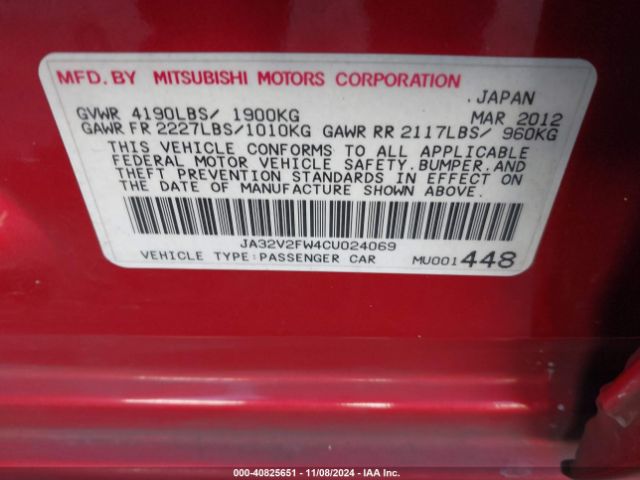 MFD. BY MITSUBISHI MOTORS CORPORATION
.JAPAN
GVWR 4190LBS/ 1900KG MAR 2012
GAWR FR 2227LBS/1010KG GAWR RR 2117LBS/ 960KG
THIS VEHICLE CONFORMS TO ALL APPLICABLE
FEDERAL MOTOR VEHICLE SAFETY.BUMPER.AND
THEFT PREVENTION STANDARDS IN EFFECT ON
THE DATE OF MANUFACTURE SHOWN ABOVE.
JA32V2FW4CU024069
VEHICLE TYPE:PASSENGER CAR MU001448
000-40825651 - 11/08/2024 - IAA Inc.